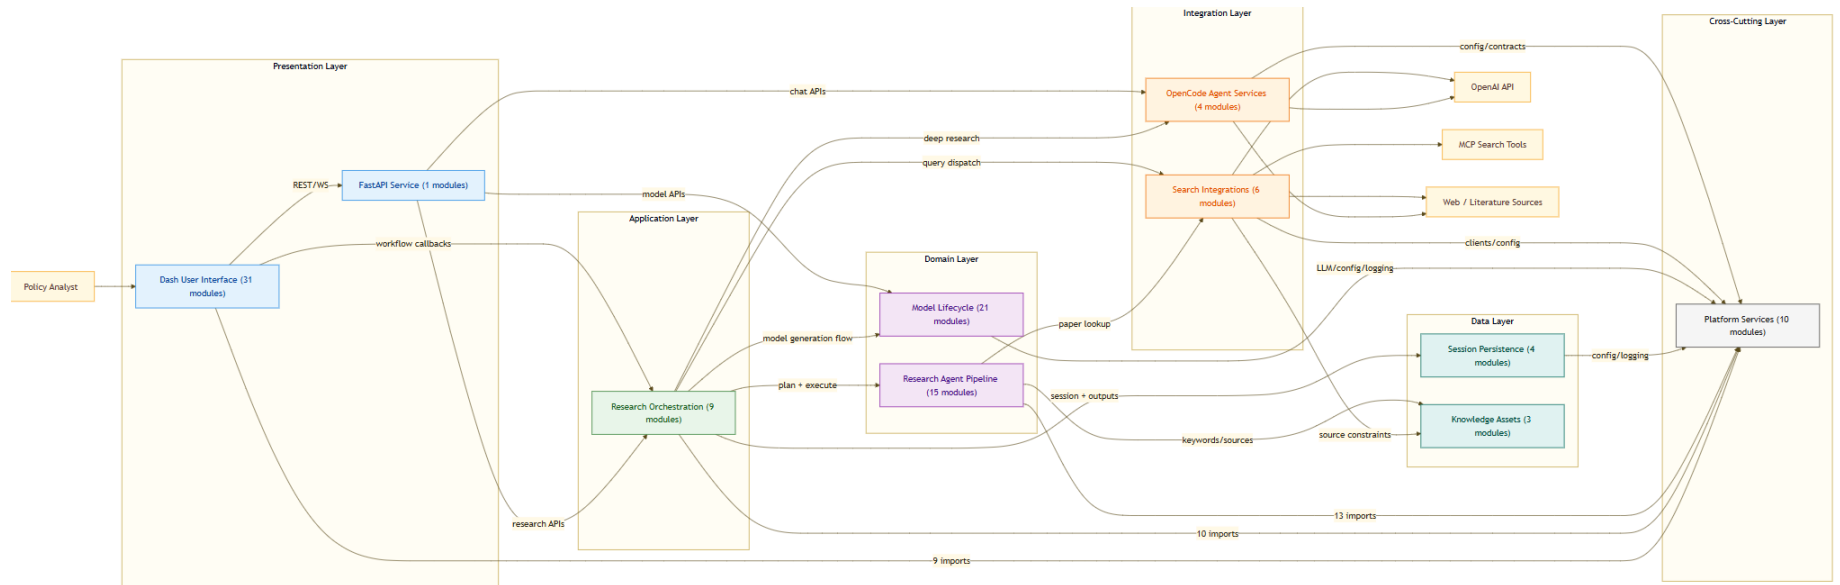 Integration Layer
Cross-Cutting Layer
config/contracts
Presentation Layer
OpenAI API
OpenCode Agent Services
(4 modules)
chat APIs
deep research
MCP Search Tools
query dispatch
REST/WS
FastAPI Service (1 modules)
model APIs
Search Integrations (6
modules)
Web / Literature Sources
Application Layer
workflow callbacks
clients/config
Domain Layer
LLM/config/logging
Policy Analyst
Dash User Interface (31
modules)
Model Lifecycle (21
modules)
paper lookup
Data Layer
Platform Services (10
modules)
model generation flow
Session Persistence (4
modules)
config/logging
plan + execute
Research Agent Pipeline
(15 modules)
session + outputs
Research Orchestration (9
modules)
Knowledge Assets (3
modules)
keywords/sources
source constraints
research APIs
13 imports
10 imports
9 imports